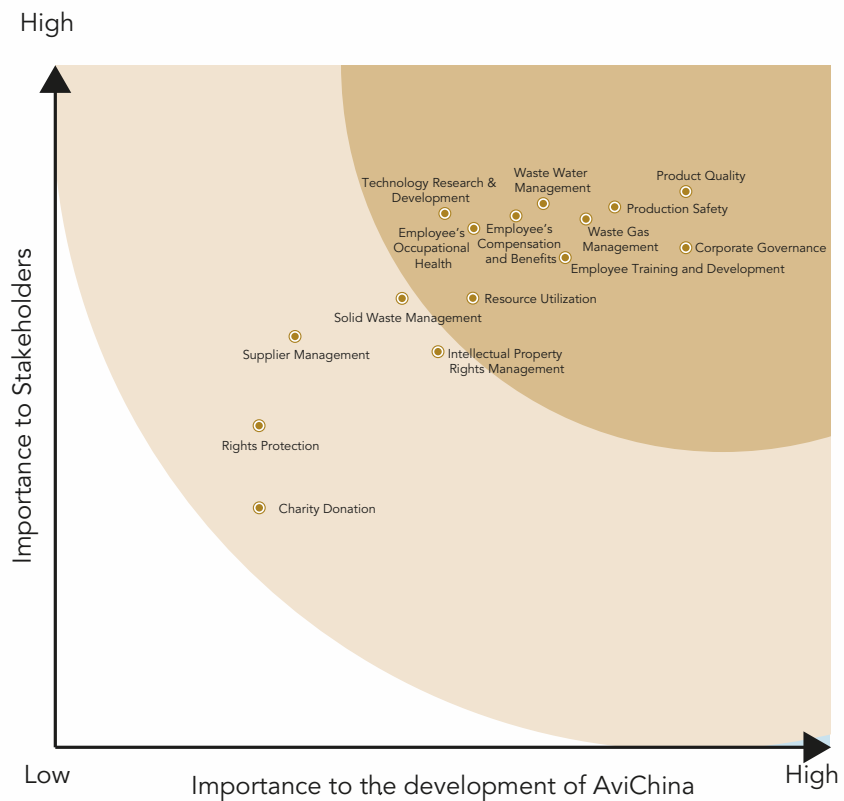 High
Importance to Stakeholders
Technology Research &
Development
Waste Water
Management
Product Quality
Production Safety
Employee's
Occupational
Health
Employee's
Compensation
and Benefits
Waste Gas
Management
Corporate Governance
Employee Training and Development
Resource Utilization
Solid Waste Management
Supplier Management
Intellectual Property
Rights Management
Rights Protection
Charity Donation
Low
Importance to the development of AviChina
High